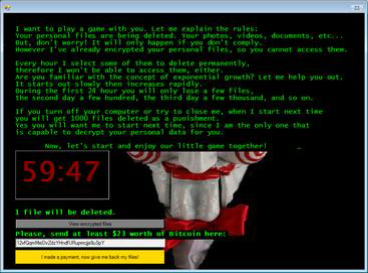 I want to play a game with you. Let me explain the rules:
Your personal files are being deleted. Your photos, videos, documents, etc...
But, don't worry! It will only happen if you don't comply.
However I've already encrypted your personal files, so you cannot access them.
Every hour I select some of them to delete permanently,
therefore I won't be able to access them, either.
Are you familiar with the concept of exponential growth? Let me help you out.
It starts out slowly then increases rapidly.
During the first 24 hour you will only lose a few files,
the second day a few hundred, the third day a few thousand, and so on.
If you turn off your computer or try to close me, when I start next time
you will get 1000 files deleted as a punishment.
Yes you will want me to start next time, since I am the only one that
is capable to decrypt your personal data for you.
Now, let's start and enjoy our little game together!
59:47
1 file will be deleted.
View encrypted files
Please, send at least $23 worth of Bitcoin here:
I made a payment, now give me back my files!